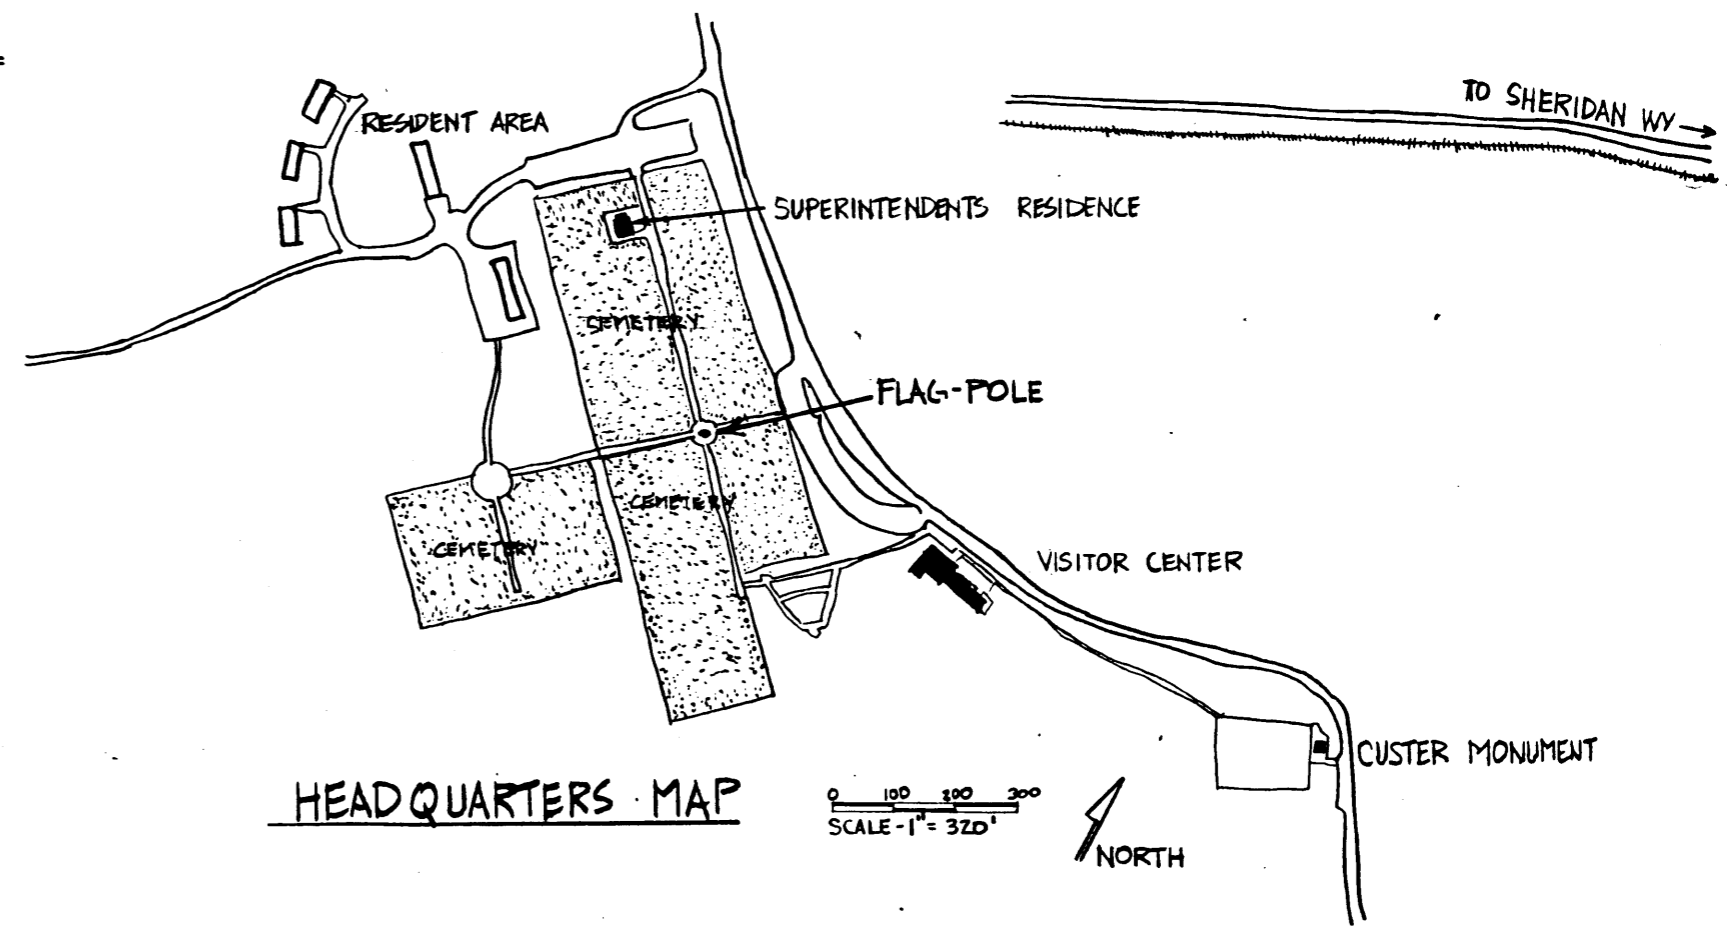 TO SHERIDAN WY
RESIDENT AREA
SUPERINTENDENTS RESIDENCE
CEMETERY
FLAG-POLE
CEMETERY
CEMETERY
VISITOR CENTER
CUSTER MONUMENT
HEADQUARTERS MAP
0 100 200 300
SCALE-1"=320'
NORTH